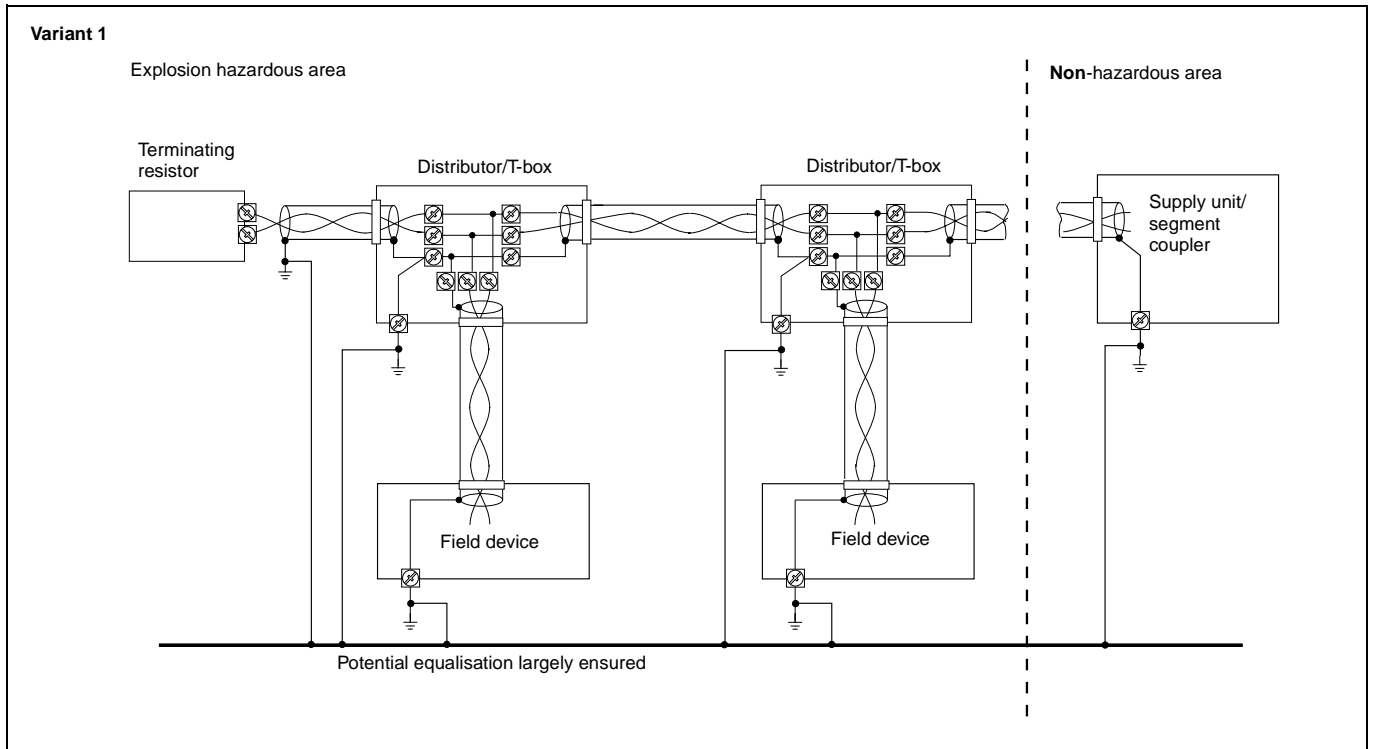 Variant 1
Explosion hazardous area
Non-hazardous area
Terminating
resistor
Distributor/T-box
Distributor/T-box
Supply unit/
segment
coupler
Field device
Field device
Potential equalisation largely ensured